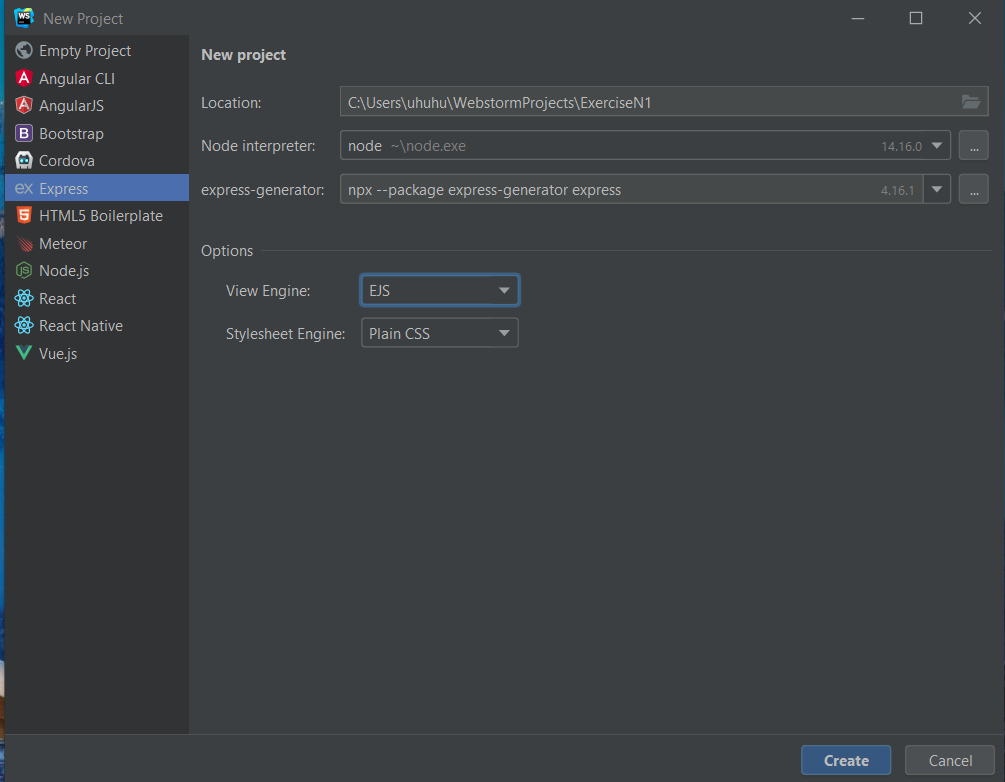 New Project
Empty Project
Angular CLI
AngularJS
Bootstrap
Cordova
Express
HTML5 Boilerplate
Meteor
Node.js
React
React Native
Vue.js
New project
Location: C:\Users\uhuhu\WebstormProjects\ExerciseN1
Node interpreter: node ~\node.exe 14.16.0 ...
express-generator: npx --package express-generator express 4.16.1 ...
Options
View Engine: EJS
Stylesheet Engine: Plain CSS
Create Cancel